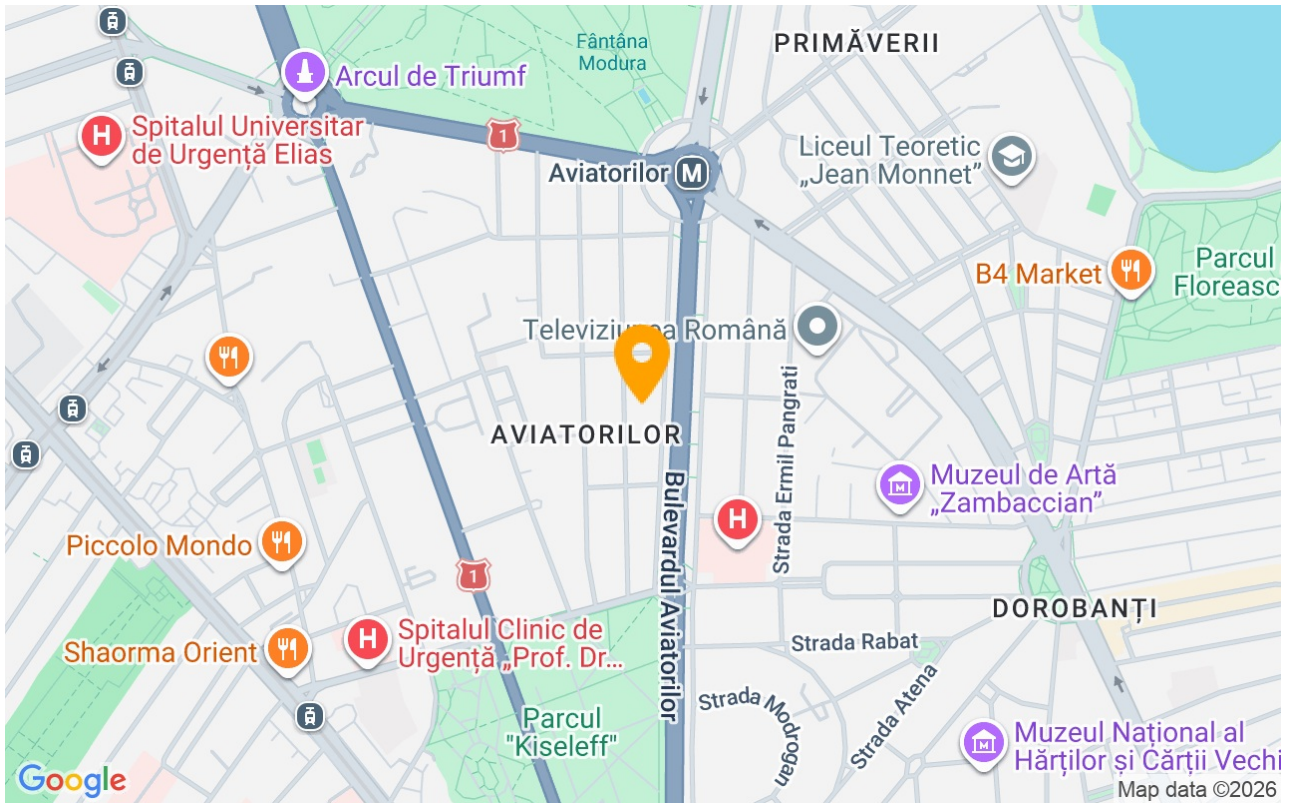 Fântâna
Modura
PRIMĂVERII
Arcul de Triumf
Spitalul Universitar
de Urgență Elias
1
Aviatorilor
M
Liceul Teoretic
„Jean Monnet”
H
B4 Market
Parcul
Floreasc
Televiziunea Română
AVIATORILOR
Strada Ermil Pangrati
Bulevardul Aviatorilor
Muzeul de Artă
„Zambaccian”
H
Piccolo Mondo
1
DOROBANȚI
Shaorma Orient
H
Spitalul Clinic de
Urgență „Prof. Dr...
Strada Rabat
Strada Atena
Strada Modrogan
Parcul
"Kiseleff"
Muzeul Național al
Hărților și Cărții Vechi
Google
Map data ©2026